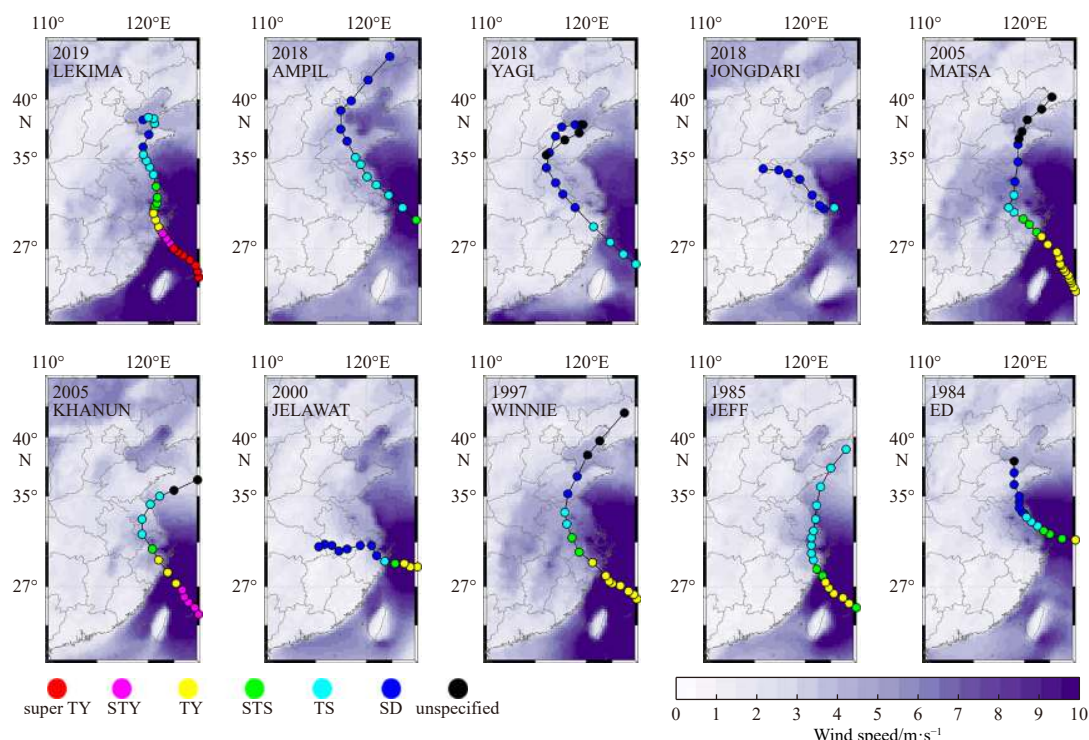 110° 120°E 110° 120°E 110° 120°E 110° 120°E 110° 120°E
2019
LEKIMA
2018
AMPIL
2018
YAGI
2018
JONGDARI
2005
MATSA
40° 40° 40° 40° 40°
N N N N N
35° 35° 35° 35° 35°
27° 27° 27° 27° 27°
110° 120°E 110° 120°E 110° 120°E 110° 120°E 110° 120°E
2005
KHANUN
2000
JELAWAT
1997
WINNIE
1985
JEFF
1984
ED
40° 40° 40° 40° 40°
N N N N N
35° 35° 35° 35° 35°
27° 27° 27° 27° 27°
super TY STY TY STS TS SD unspecified
0 1 2 3 4 5 6 7 8 9 10
Wind speed/m·s⁻¹